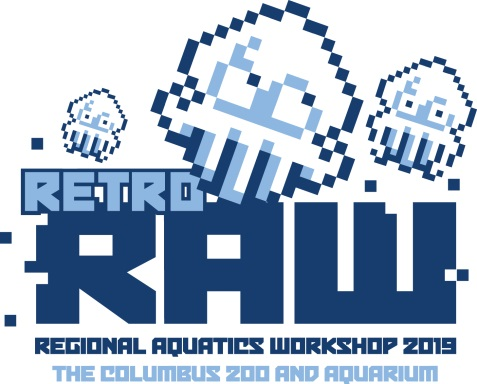 RETRO
RAW
REGIONAL AQUATICS WORKSHOP 2019
THE COLUMBUS ZOO AND AQUARIUM